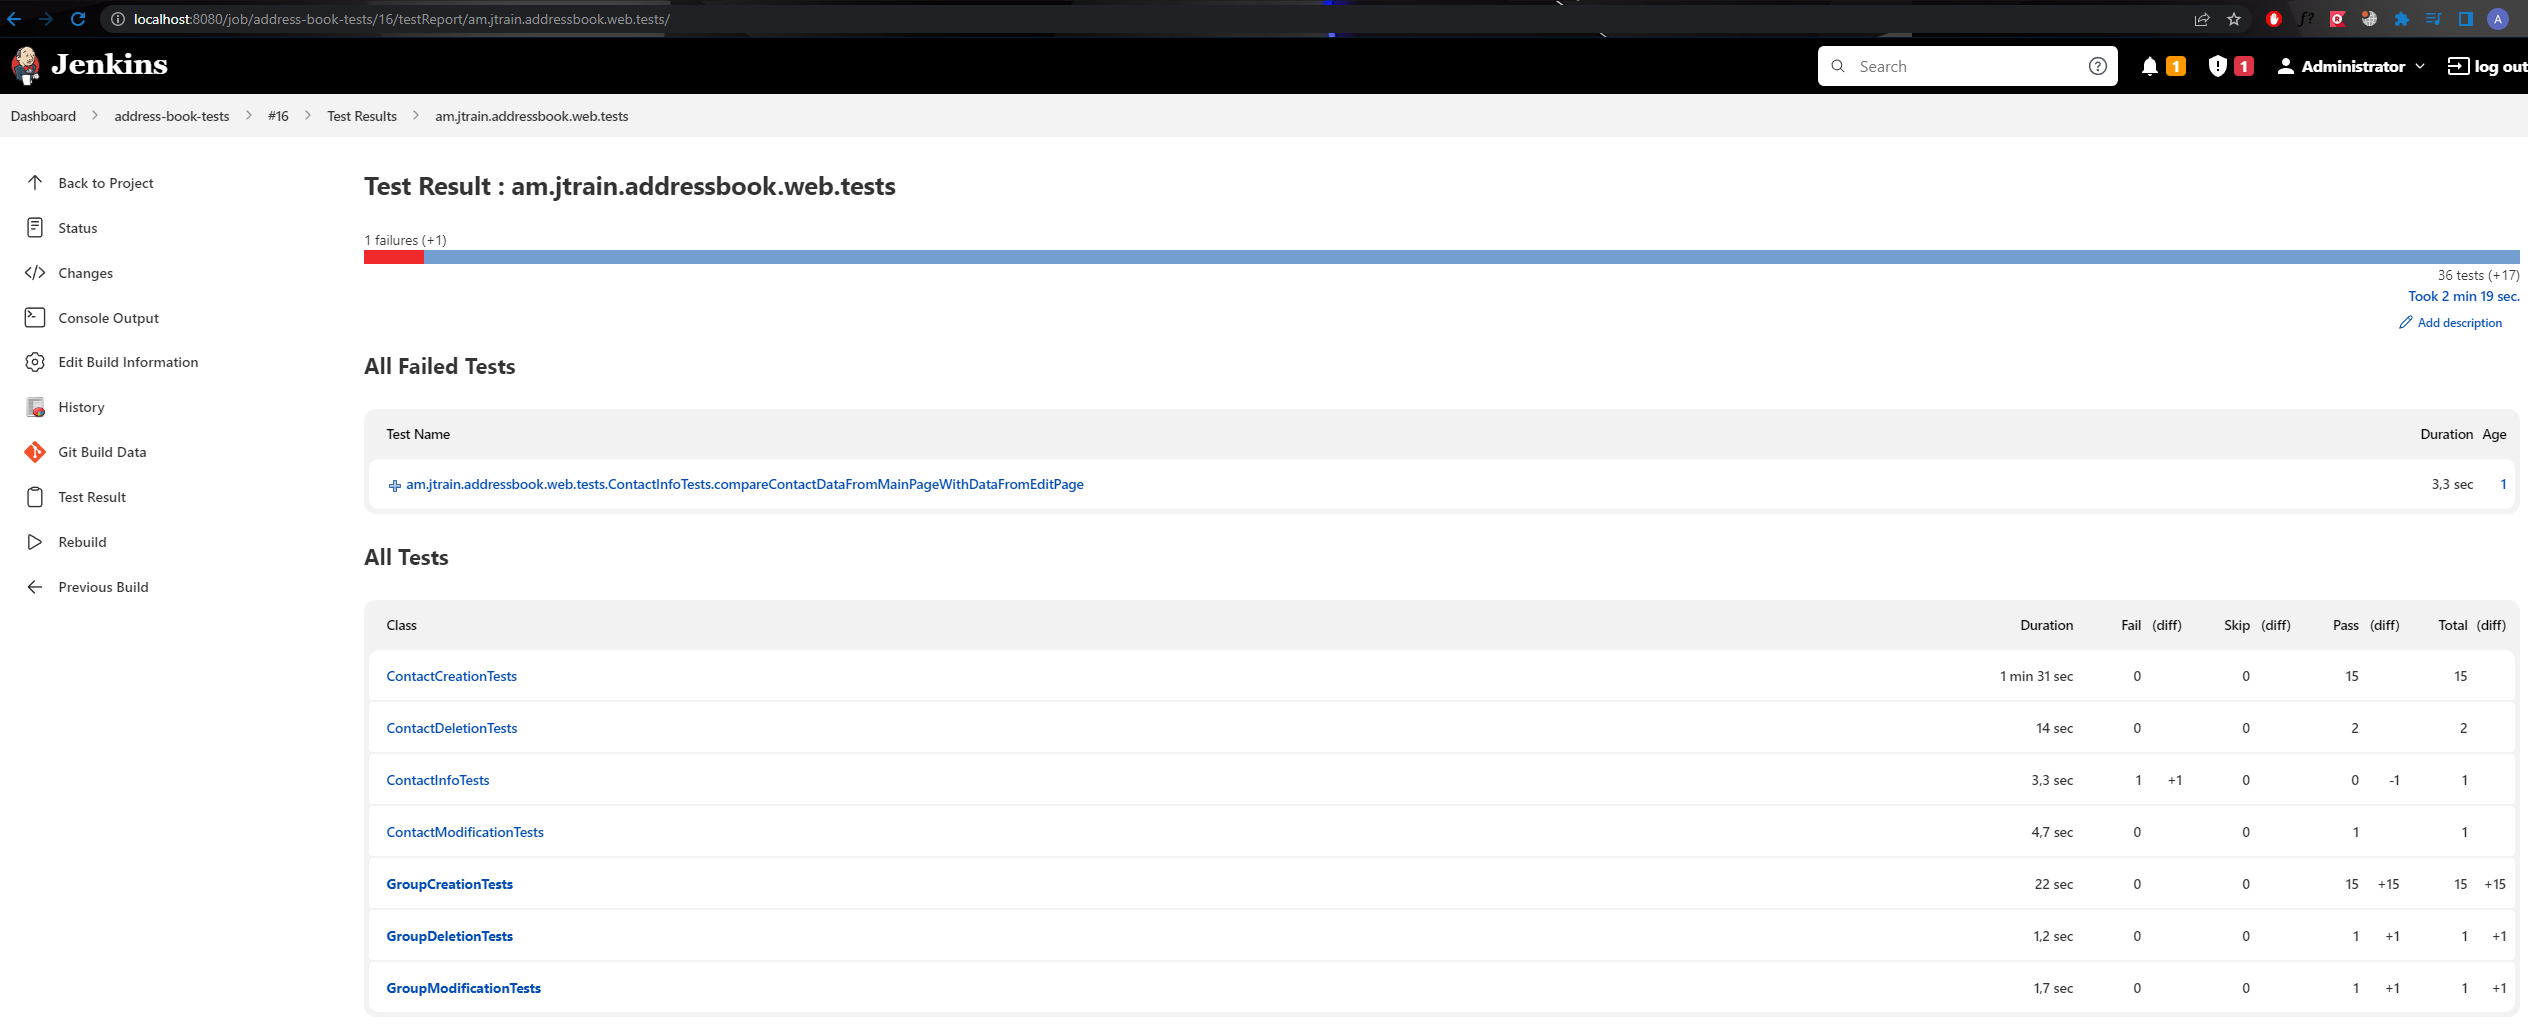 localhost:8080/job/address-book-tests/16/testReport/am.jtrain.addressbook.web.tests/
f?
A
Jenkins
Search
1
1
Administrator
log out
Dashboard address-book-tests #16 Test Results am.jtrain.addressbook.web.tests
Back to Project
Status
Changes
Console Output
Edit Build Information
History
Git Build Data
Test Result
Rebuild
Previous Build
Test Result : am.jtrain.addressbook.web.tests
1 failures (+1)
36 tests (+17)
Took 2 min 19 sec.
Add description
All Failed Tests
Test Name Duration Age
am.jtrain.addressbook.web.tests.ContactInfoTests.compareContactDataFromMainPageWithDataFromEditPage 3,3 sec 1
All Tests
Class Duration Fail (diff) Skip (diff) Pass (diff) Total (diff)
ContactCreationTests 1 min 31 sec 0 0 15 15
ContactDeletionTests 14 sec 0 0 2 2
ContactInfoTests 3,3 sec 1 +1 0 0 -1 1
ContactModificationTests 4,7 sec 0 0 1 1
GroupCreationTests 22 sec 0 0 15 +15 15 +15
GroupDeletionTests 1,2 sec 0 0 1 +1 1 +1
GroupModificationTests 1,7 sec 0 0 1 +1 1 +1